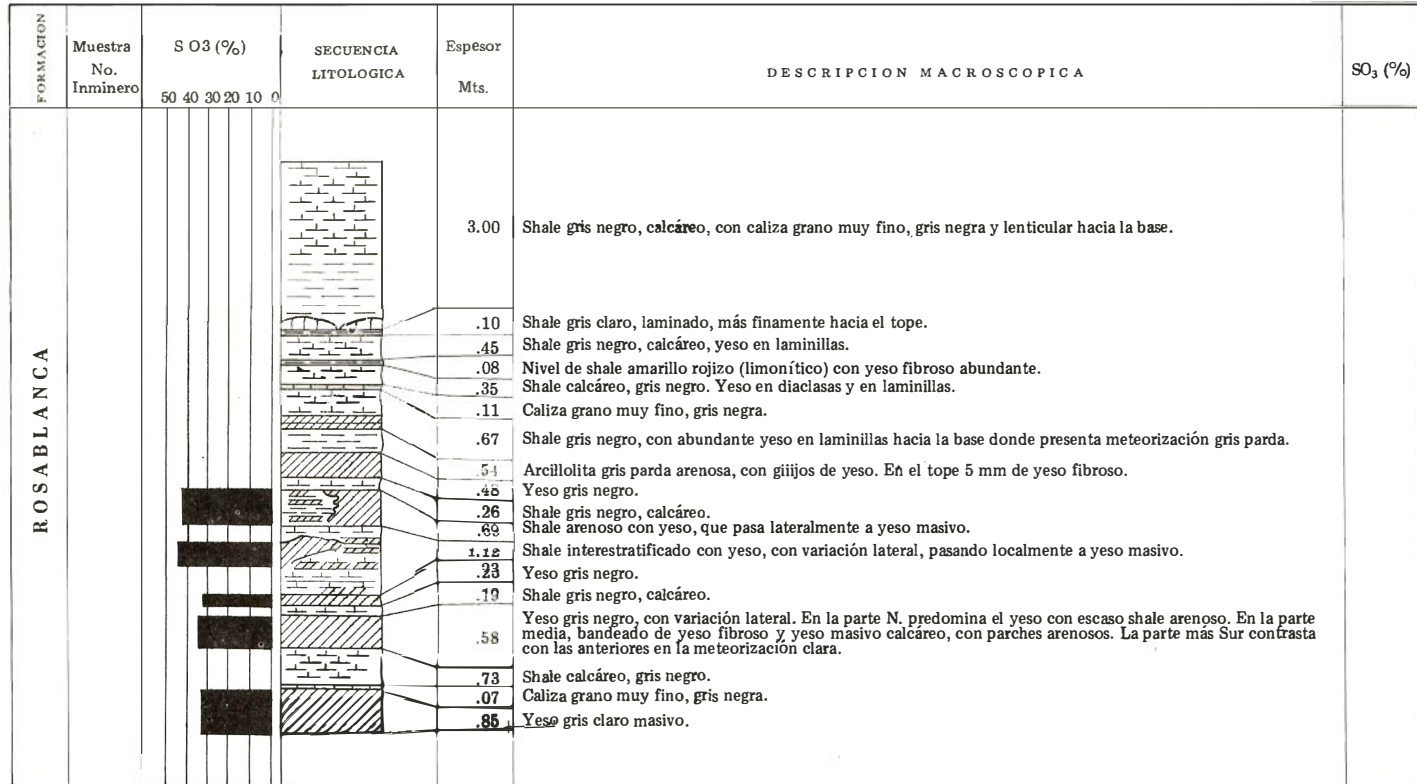 FORMACION
Muestra
No.
Inminero
S O3 (%)
50 40 30 20 10 0
SECUENCIA
LITOLOGICA
Espesor
Mts.
DESCRIPCION MACROSCOPICA
SO3 (%)
ROSABLANCA
3.00 Shale gris negro, calcáreo, con caliza grano muy fino, gris negra y lenticular hacia la base.
.10 Shale gris claro, laminado, más finamente hacia el tope.
.45 Shale gris negro, calcáreo, yeso en laminillas.
.08 Nivel de shale amarillo rojizo (limonítico) con yeso fibroso abundante.
.35 Shale calcáreo, gris negro. Yeso en diaclasas y en laminillas.
.11 Caliza grano muy fino, gris negra.
.67 Shale gris negro, con abundante yeso en laminillas hacia la base donde presenta meteorización gris parda.
.54 Arcillolita gris parda arenosa, con giiijos de yeso. En el tope 5 mm de yeso fibroso.
.48 Yeso gris negro.
.26 Shale gris negro, calcáreo.
.69 Shale arenoso con yeso, que pasa lateralmente a yeso masivo.
1.12 Shale interestratificado con yeso, con variación lateral, pasando localmente a yeso masivo.
23
.23 Yeso gris negro.
.19 Shale gris negro, calcáreo.
Yeso gris negro, con variación lateral. En la parte N. predomina el yeso con escaso shale arenoso. En la parte
.58 media, bandeado de yeso fibroso y yeso masivo calcáreo, con parches arenosos. La parte más Sur contrasta
con las anteriores en la meteorización clara.
.73 Shale calcáreo, gris negro.
.07 Caliza grano muy fino, gris negra.
.85 Yeso gris claro masivo.